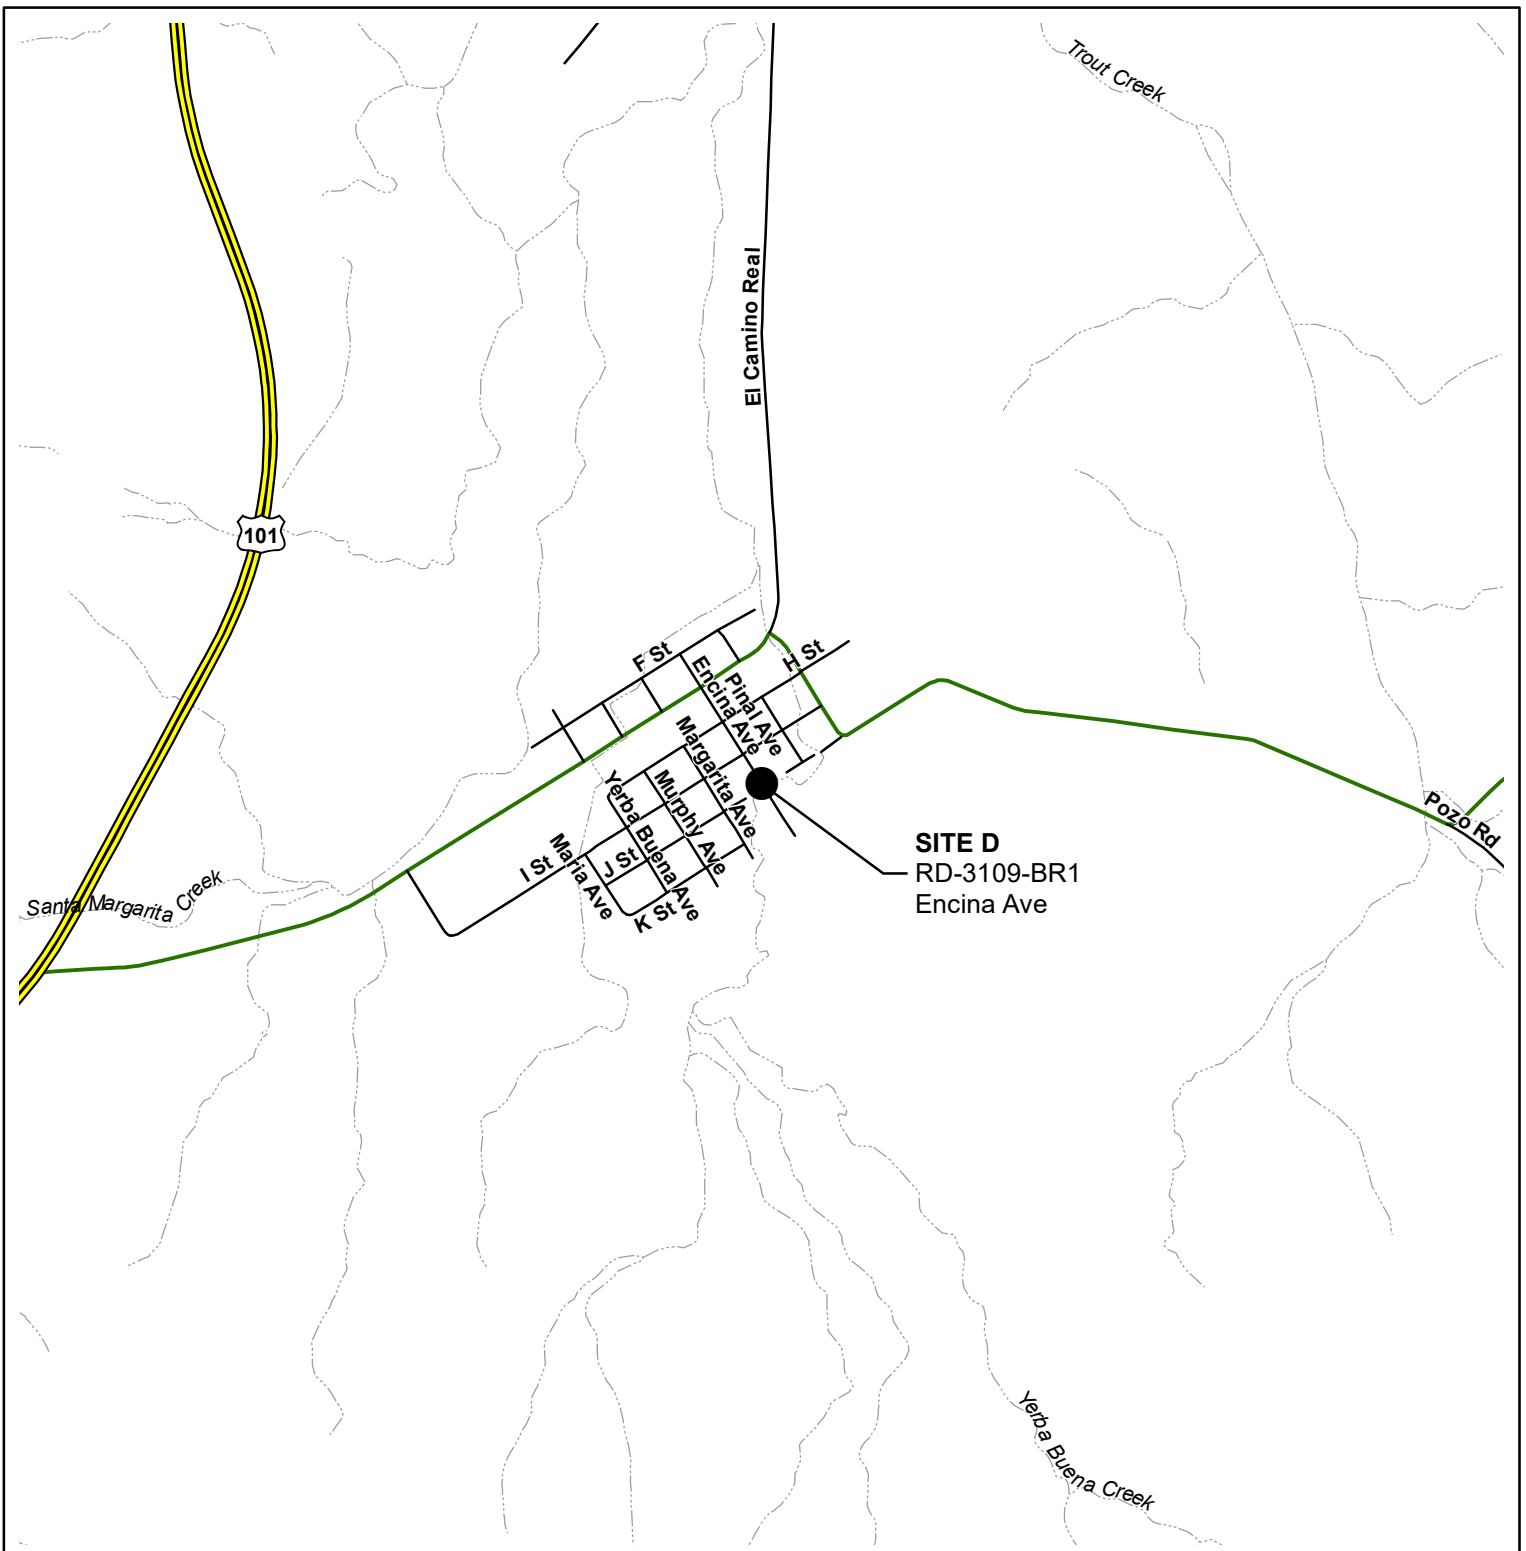 Trout Creek
El Camino Real
101
F St
H St
Encina Ave
Pinal Ave
Margarita Ave
Murphy Ave
Yerba Buena Ave
Maria Ave
I St
J St
K St
Pozo Rd
SITE D
RD-3109-BR1
Encina Ave
Santa Margarita Creek
Yerba Buena Creek